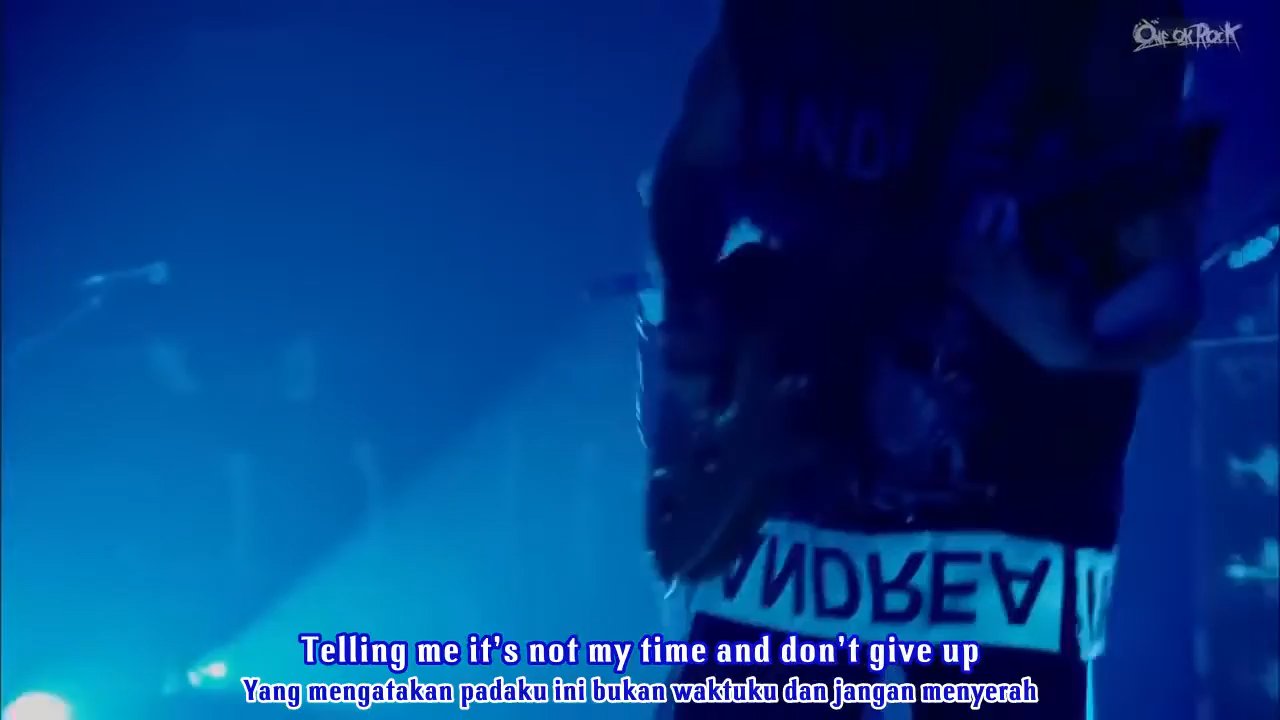 ONE OK ROCK
ANDREA
Telling me it's not my time and don't give up
Yang mengatakan padaku ini bukan waktuku dan jangan menyerah